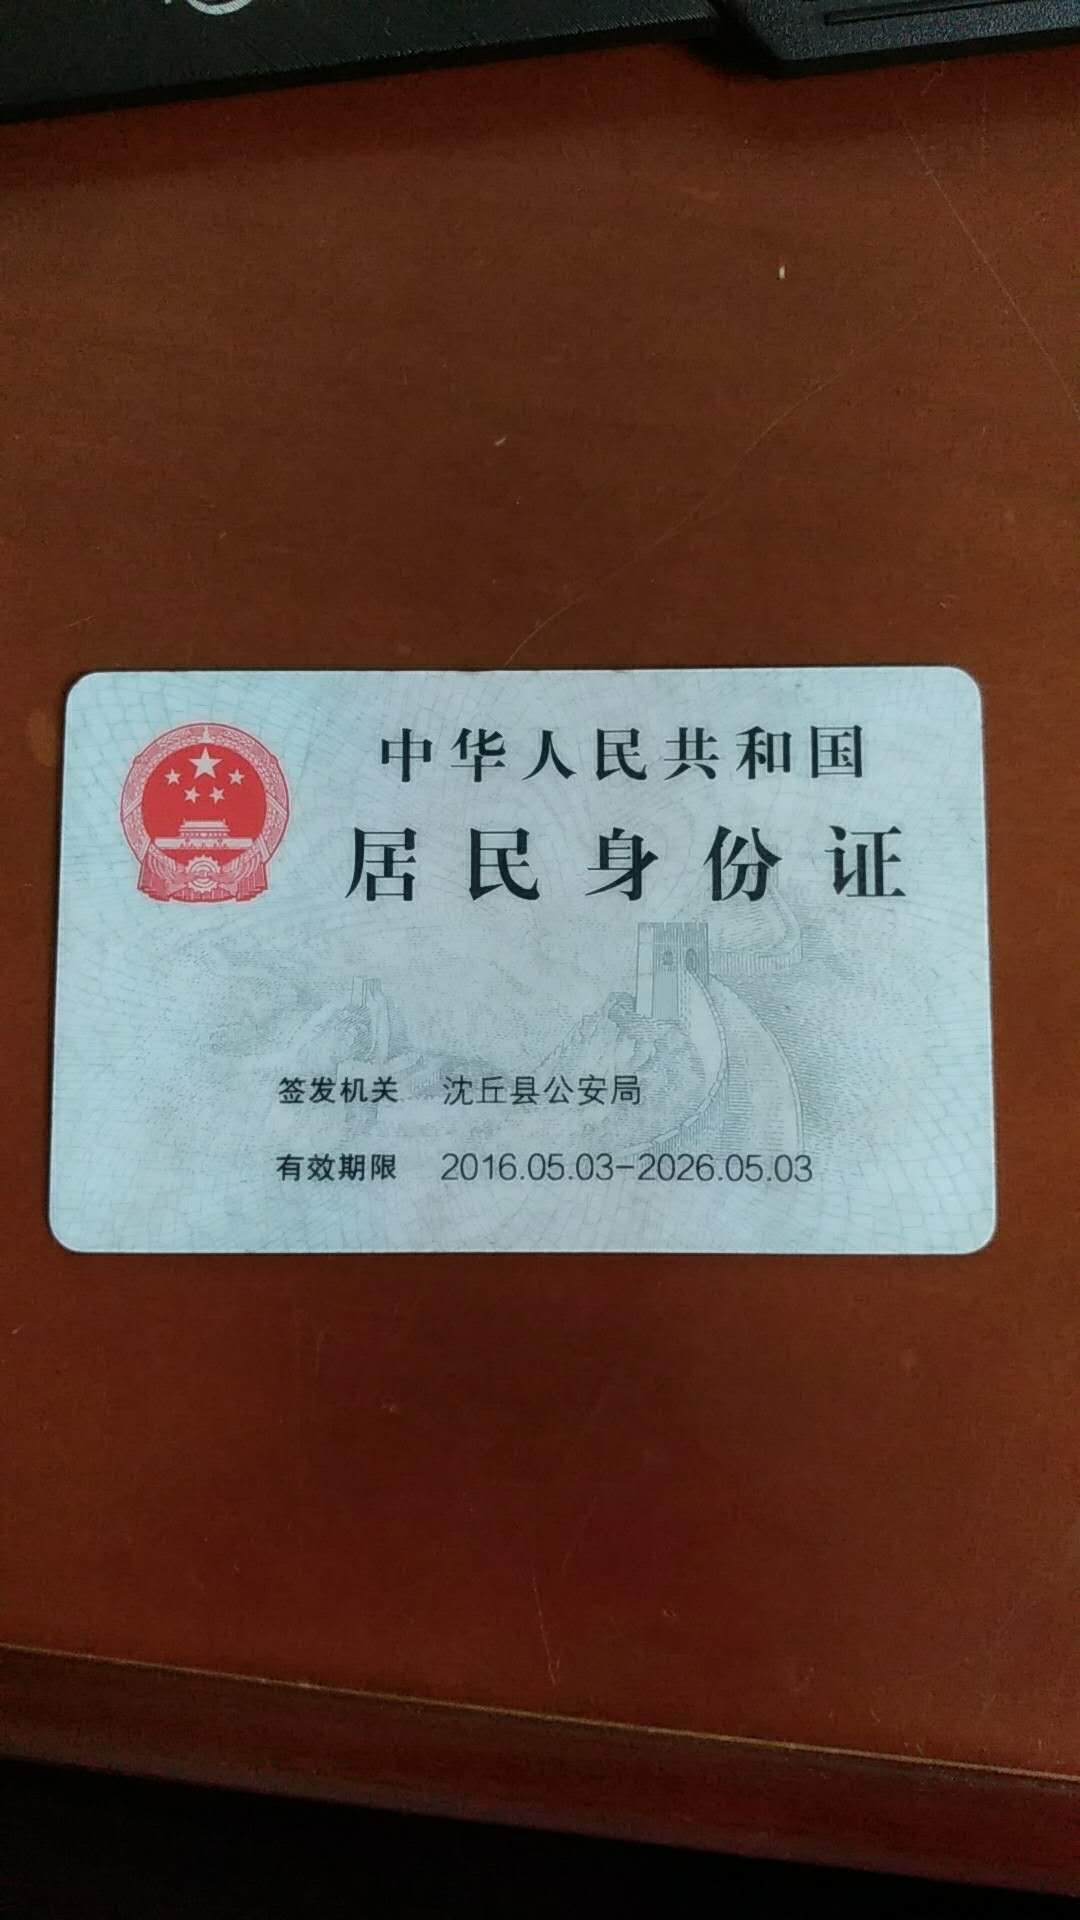 中华人民共和国
居民身份证
签发机关 沈丘县公安局
有效期限 2016.05.03-2026.05.03